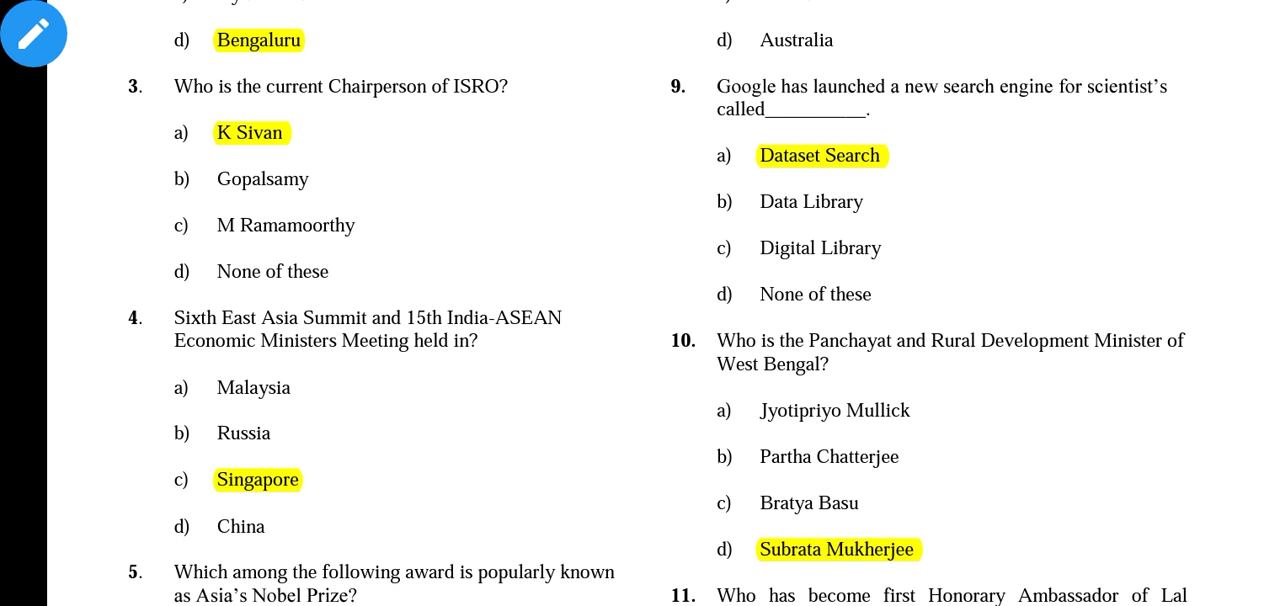 d) Bengaluru
3. Who is the current Chairperson of ISRO?
a) K Sivan
b) Gopalsamy
c) M Ramamoorthy
d) None of these
4. Sixth East Asia Summit and 15th India-ASEAN
Economic Ministers Meeting held in?
a) Malaysia
b) Russia
c) Singapore
d) China
5. Which among the following award is popularly known
as Asia's Nobel Prize?
d) Australia
9. Google has launched a new search engine for scientist's
called__________.
a) Dataset Search
b) Data Library
c) Digital Library
d) None of these
10. Who is the Panchayat and Rural Development Minister of
West Bengal?
a) Jyotipriyo Mullick
b) Partha Chatterjee
c) Bratya Basu
d) Subrata Mukherjee
11. Who has become first Honorary Ambassador of Lal